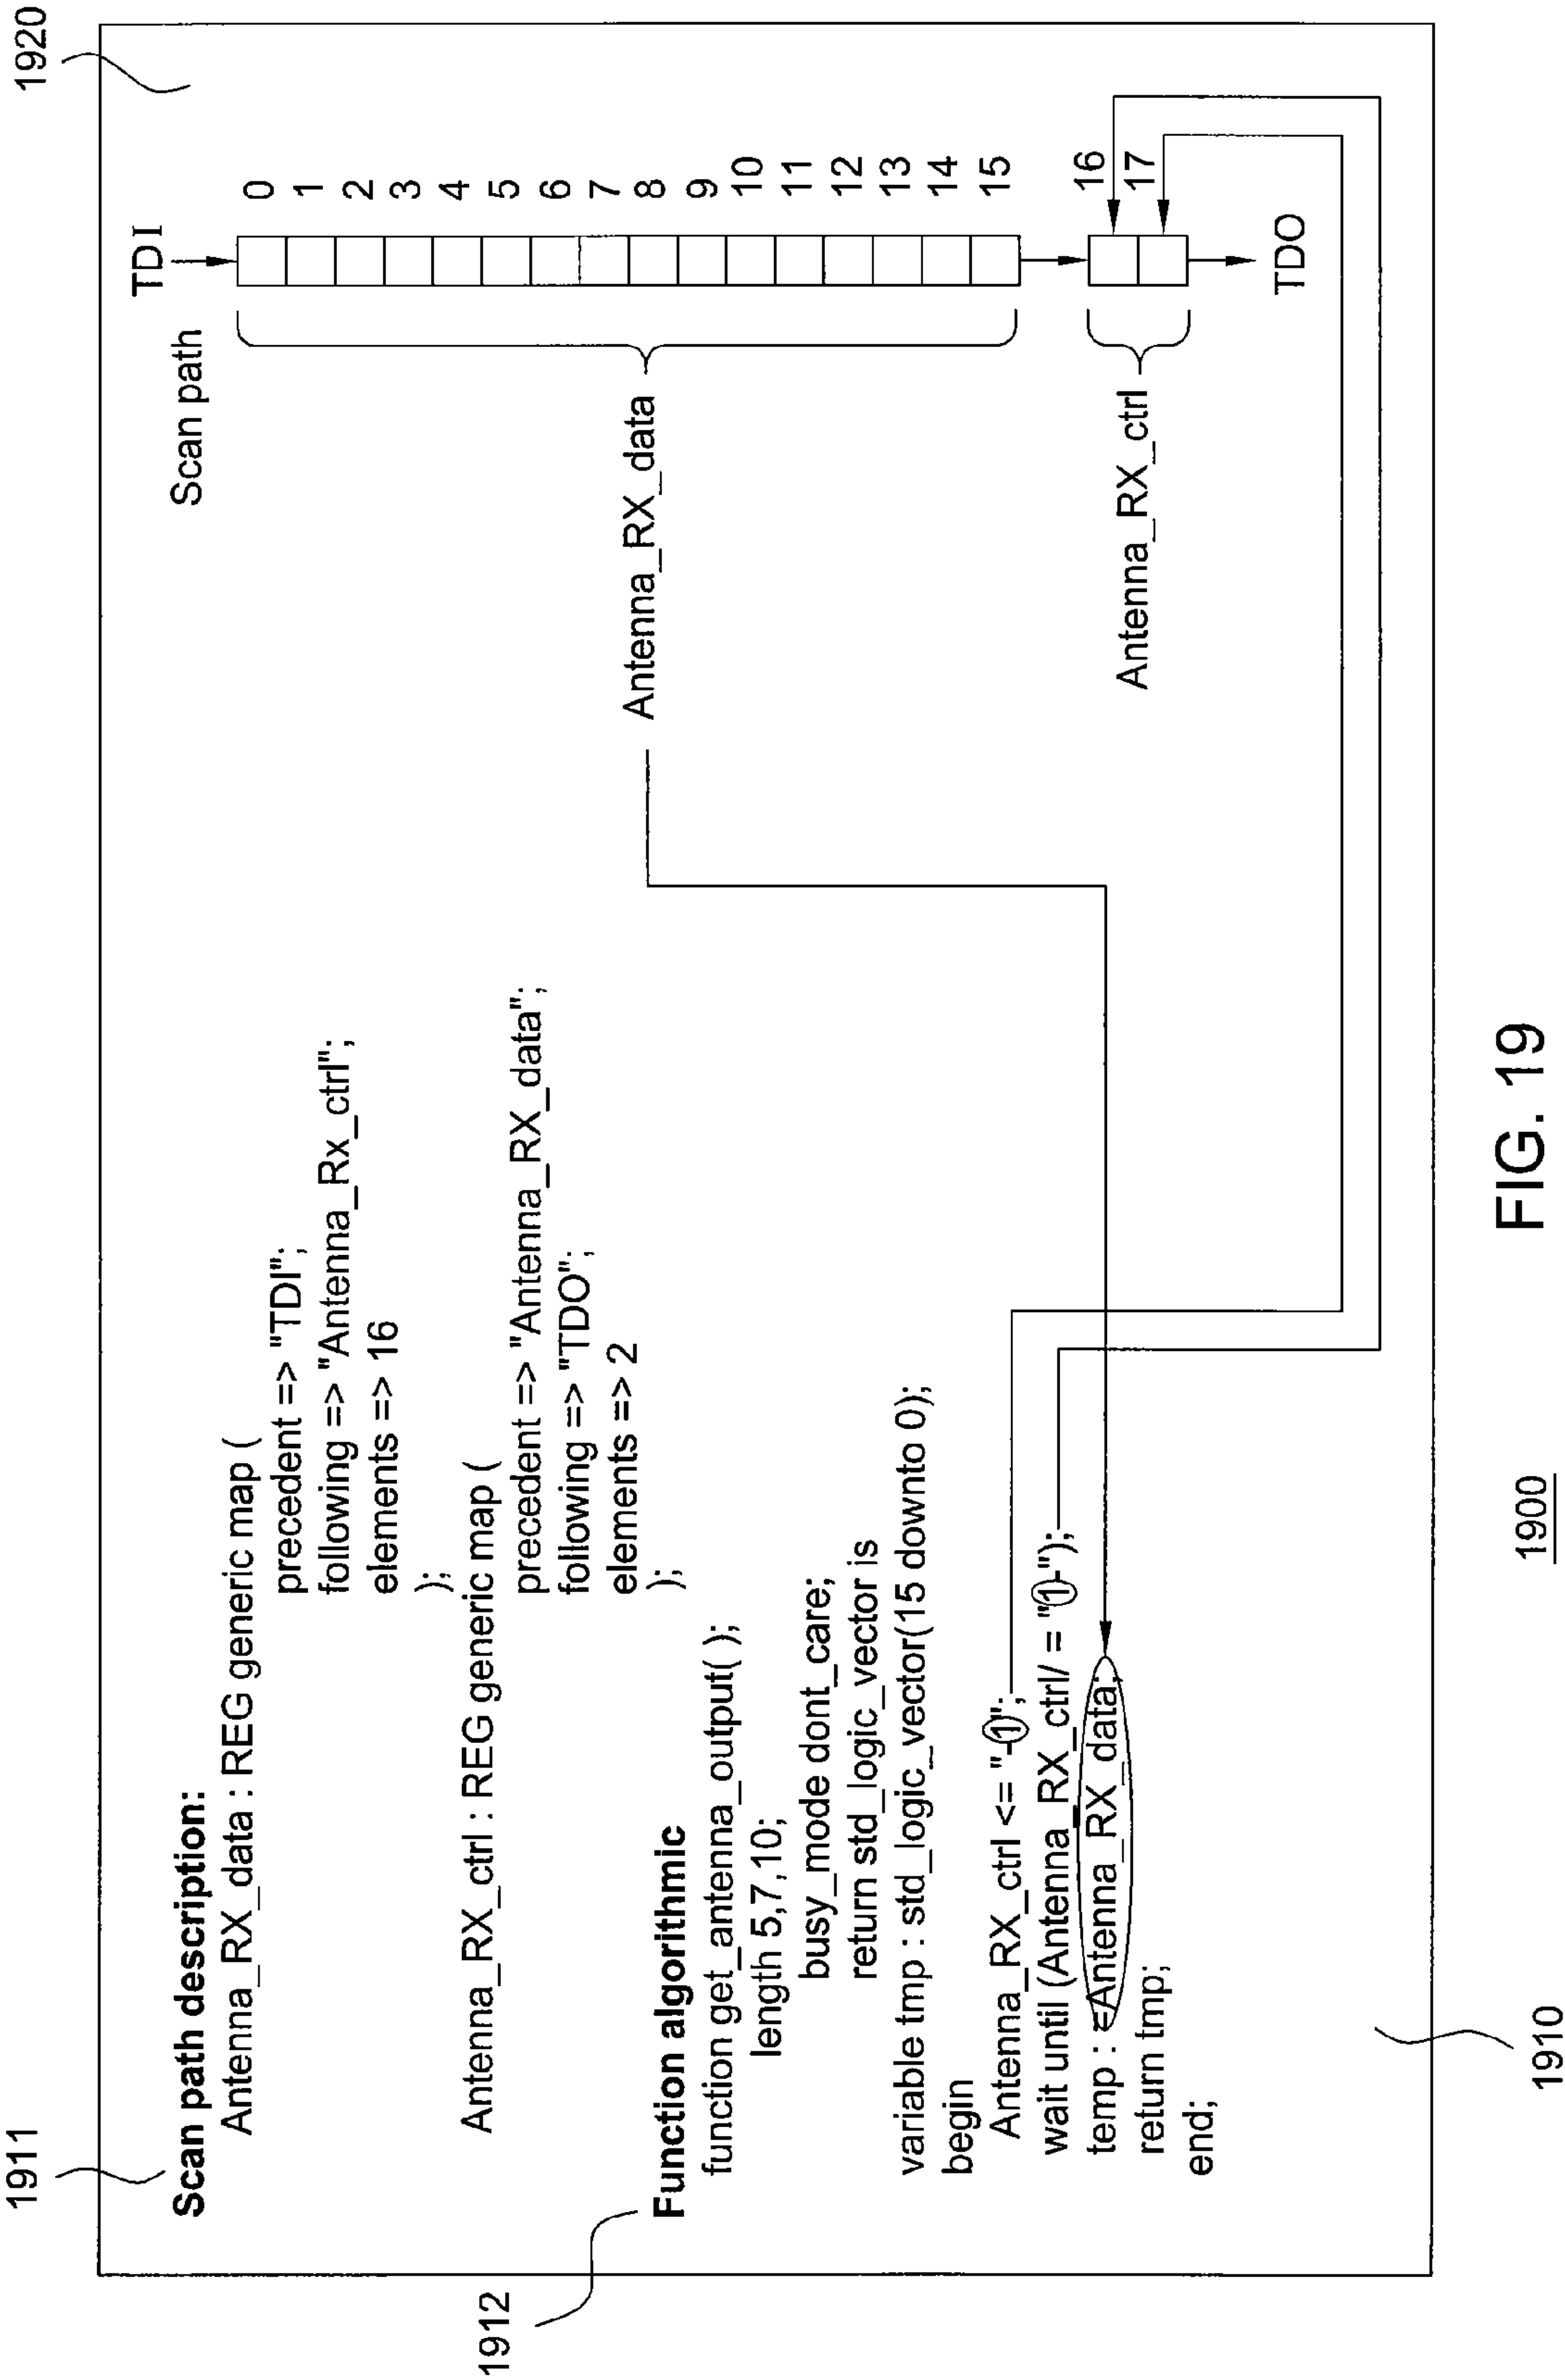 1920
1911
Scan path description:
Antenna_RX_data : REG generic map (
precedent => "TDI";
following => "Antenna_Rx_ctrl";
elements => 16
);
Antenna_RX_ctrl : REG generic map (
precedent => "Antenna_RX_data";
following => "TDO";
elements => 2
);
1912
Function algorithmic
function get_antenna_output( );
length 5,7,10;
busy_mode dont_care;
return std_logic_vector is
variable tmp : std_logic_vector(15 downto 0);
begin
Antenna_RX_ctrl <= "-1";
wait until (Antenna_RX_ctrl/ = "1-");
temp : =Antenna_RX_data;
return tmp;
end;
1910
Scan path
TDI
0
1
2
3
4
5
6
7
8
9
10
11
12
13
14
15
Antenna_RX_data
16
17
Antenna_RX_ctrl
TDO
1900
FIG. 19